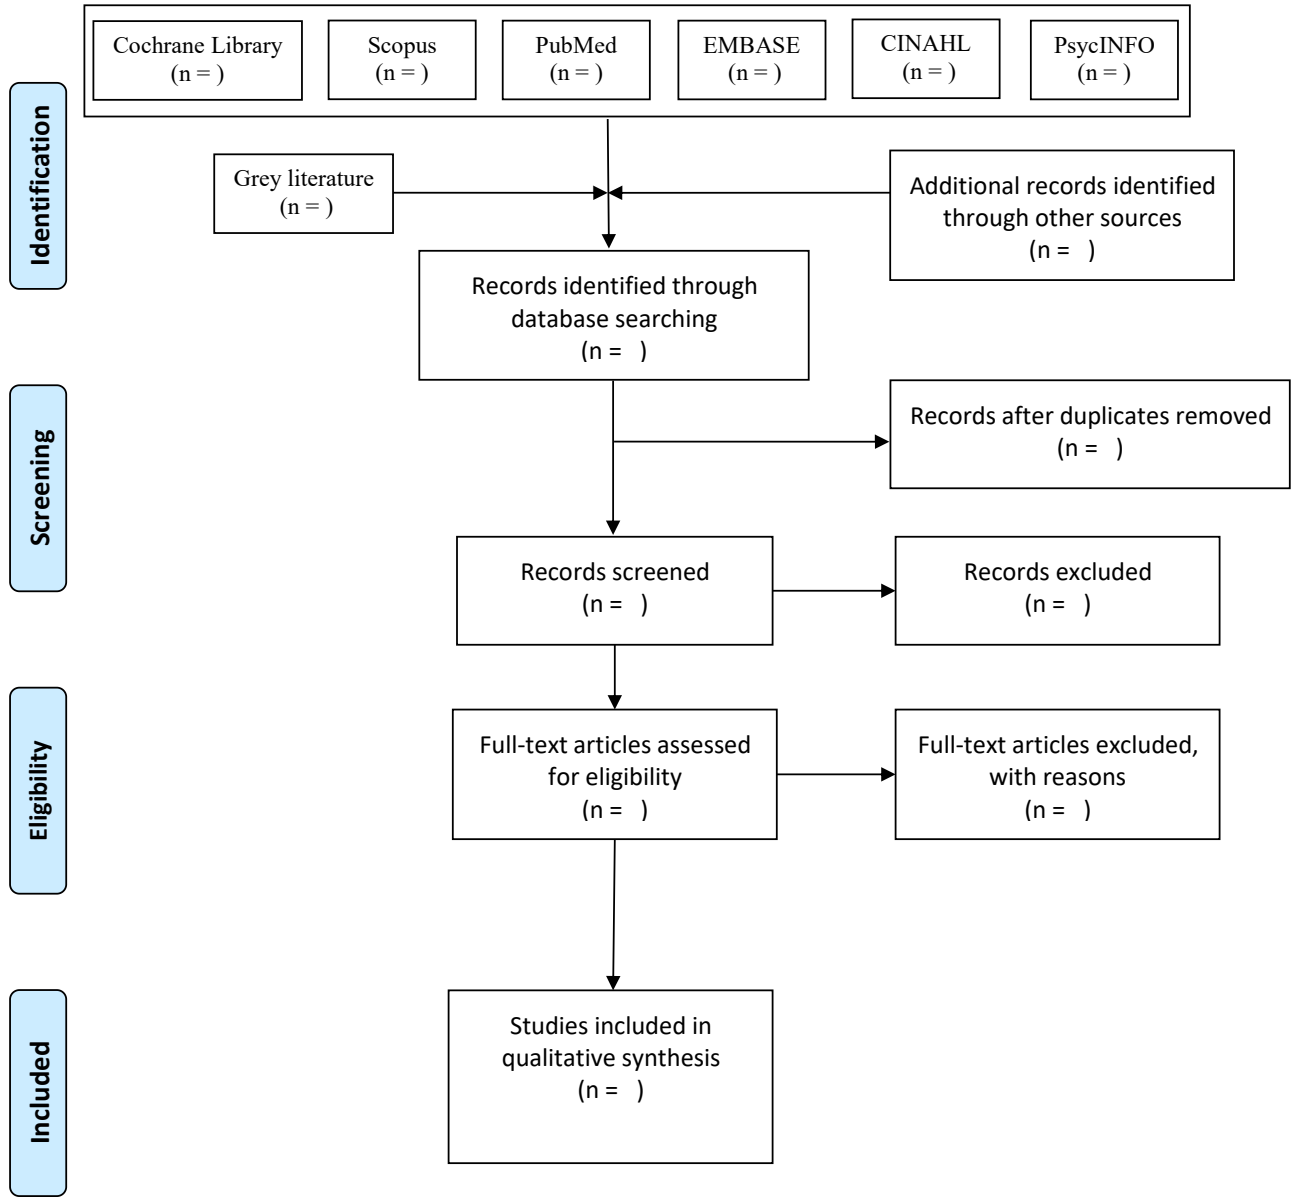 Cochrane Library
(n = )
Scopus
(n = )
PubMed
(n = )
EMBASE
(n = )
CINAHL
(n = )
PsycINFO
(n = )
Identification
Grey literature
(n = )
Additional records identified
through other sources
(n =   )
Records identified through
database searching
(n =   )
Screening
Records after duplicates removed
(n =   )
Records screened
(n =   )
Records excluded
(n =   )
Eligibility
Full-text articles assessed
for eligibility
(n =   )
Full-text articles excluded,
with reasons
(n =   )
Included
Studies included in
qualitative synthesis
(n =   )